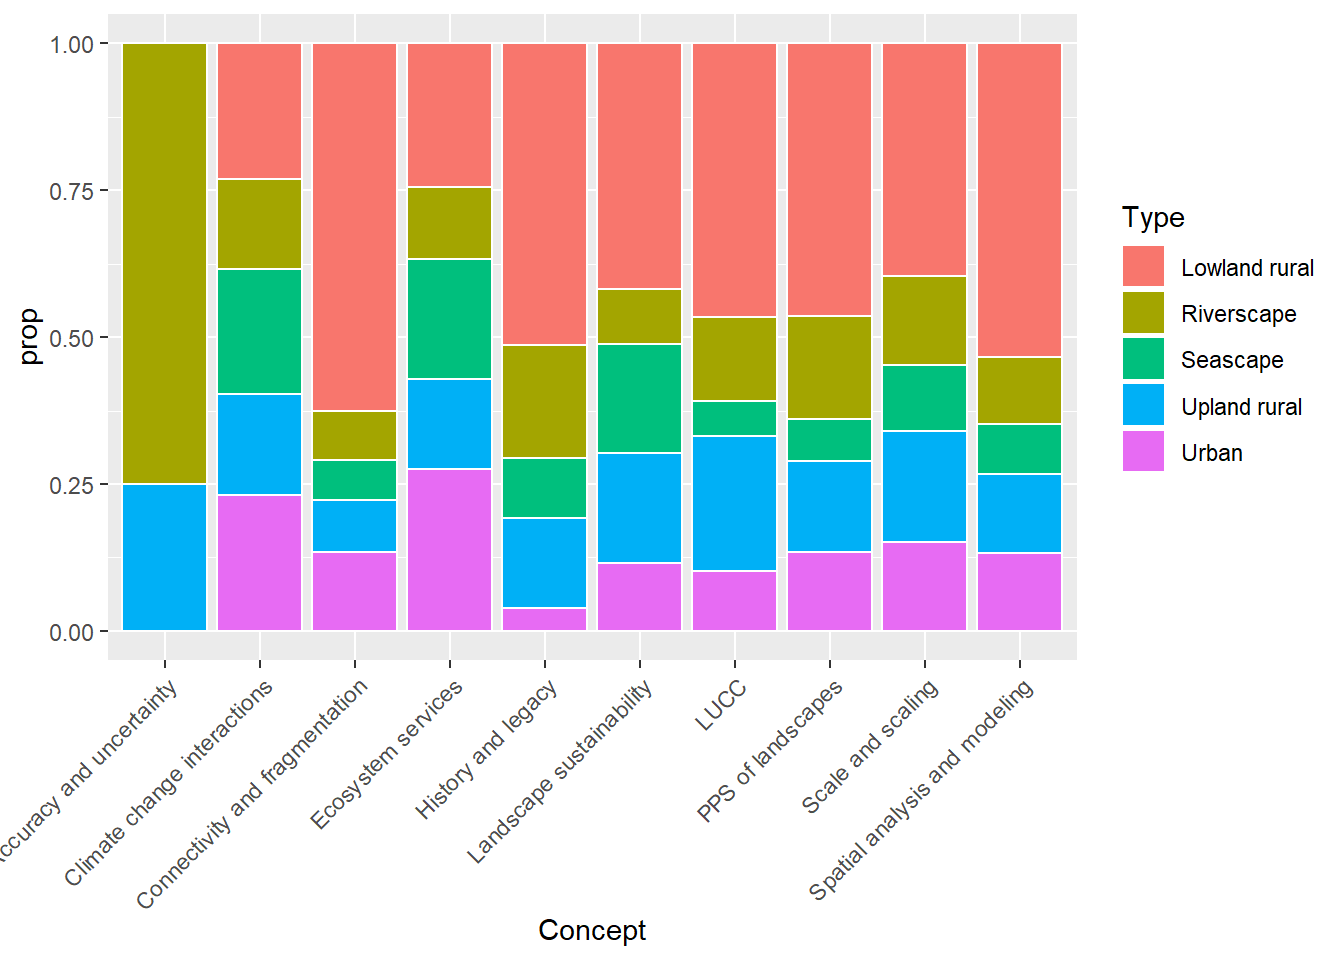 1.00
0.75
0.50
0.25
0.00
prop
and uncertainty
Climate change interactions
Connectivity and fragmentation
Ecosystem services
History and legacy
Landscape sustainability
LUCC
PPS of landscapes
Scale and scaling
Spatial analysis and modeling
Concept
Type
Lowland rural
Riverscape
Seascape
Upland rural
Urban